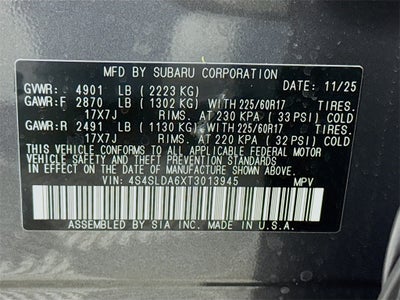 MFD BY SUBARU CORPORATION 11/25
GVWR: 4901 LB (2223 KG)
GAWR:F 2870 LB (1302 KG) WITH 225/60R17 TIRES.
17X7J RIMS. AT 230 KPA (33 PSI) COLD
GAWR:R 2491 LB (1130 KG) WITH 225/60R17 TIRES.
17X7J RIMS. AT 220 KPA (32 PSI) COLD
THIS VEHICLE CONFORMS TO ALL APPLICABLE FEDERAL MOTOR
VEHICLE SAFETY AND THEFT PREVENTION STANDARDS
IN EFFECT ON THE DATE OF MANUFACTURE SHOWN ABOVE.
VIN: 4S4SLDA6XT3013945 MPV
ASSEMBLED BY SIA INC. IN U.S.A.